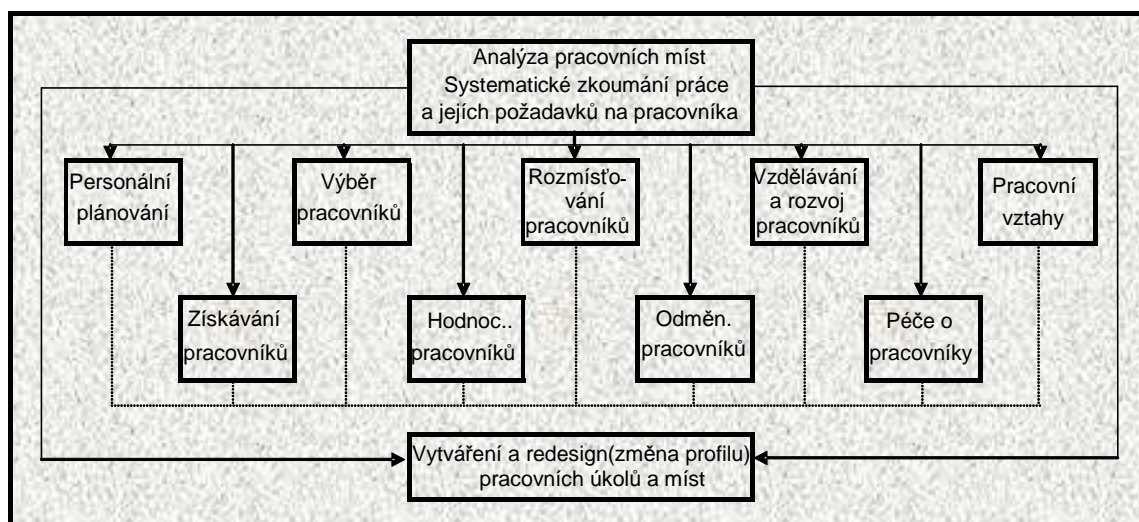 Analýza pracovních míst
Systematické zkoumání práce
a jejích požadavků na pracovníka
Personální
plánování
Výběr
pracovníků
Rozmísťo-
vání
pracovníků
Vzdělávání
a rozvoj
pracovníků
Pracovní
vztahy
Získávání
pracovníků
Hodnoc..
pracovníků
Odměn.
pracovníků
Péče o
pracovníky
Vytváření a redesign(změna profilu)
pracovních úkolů a míst